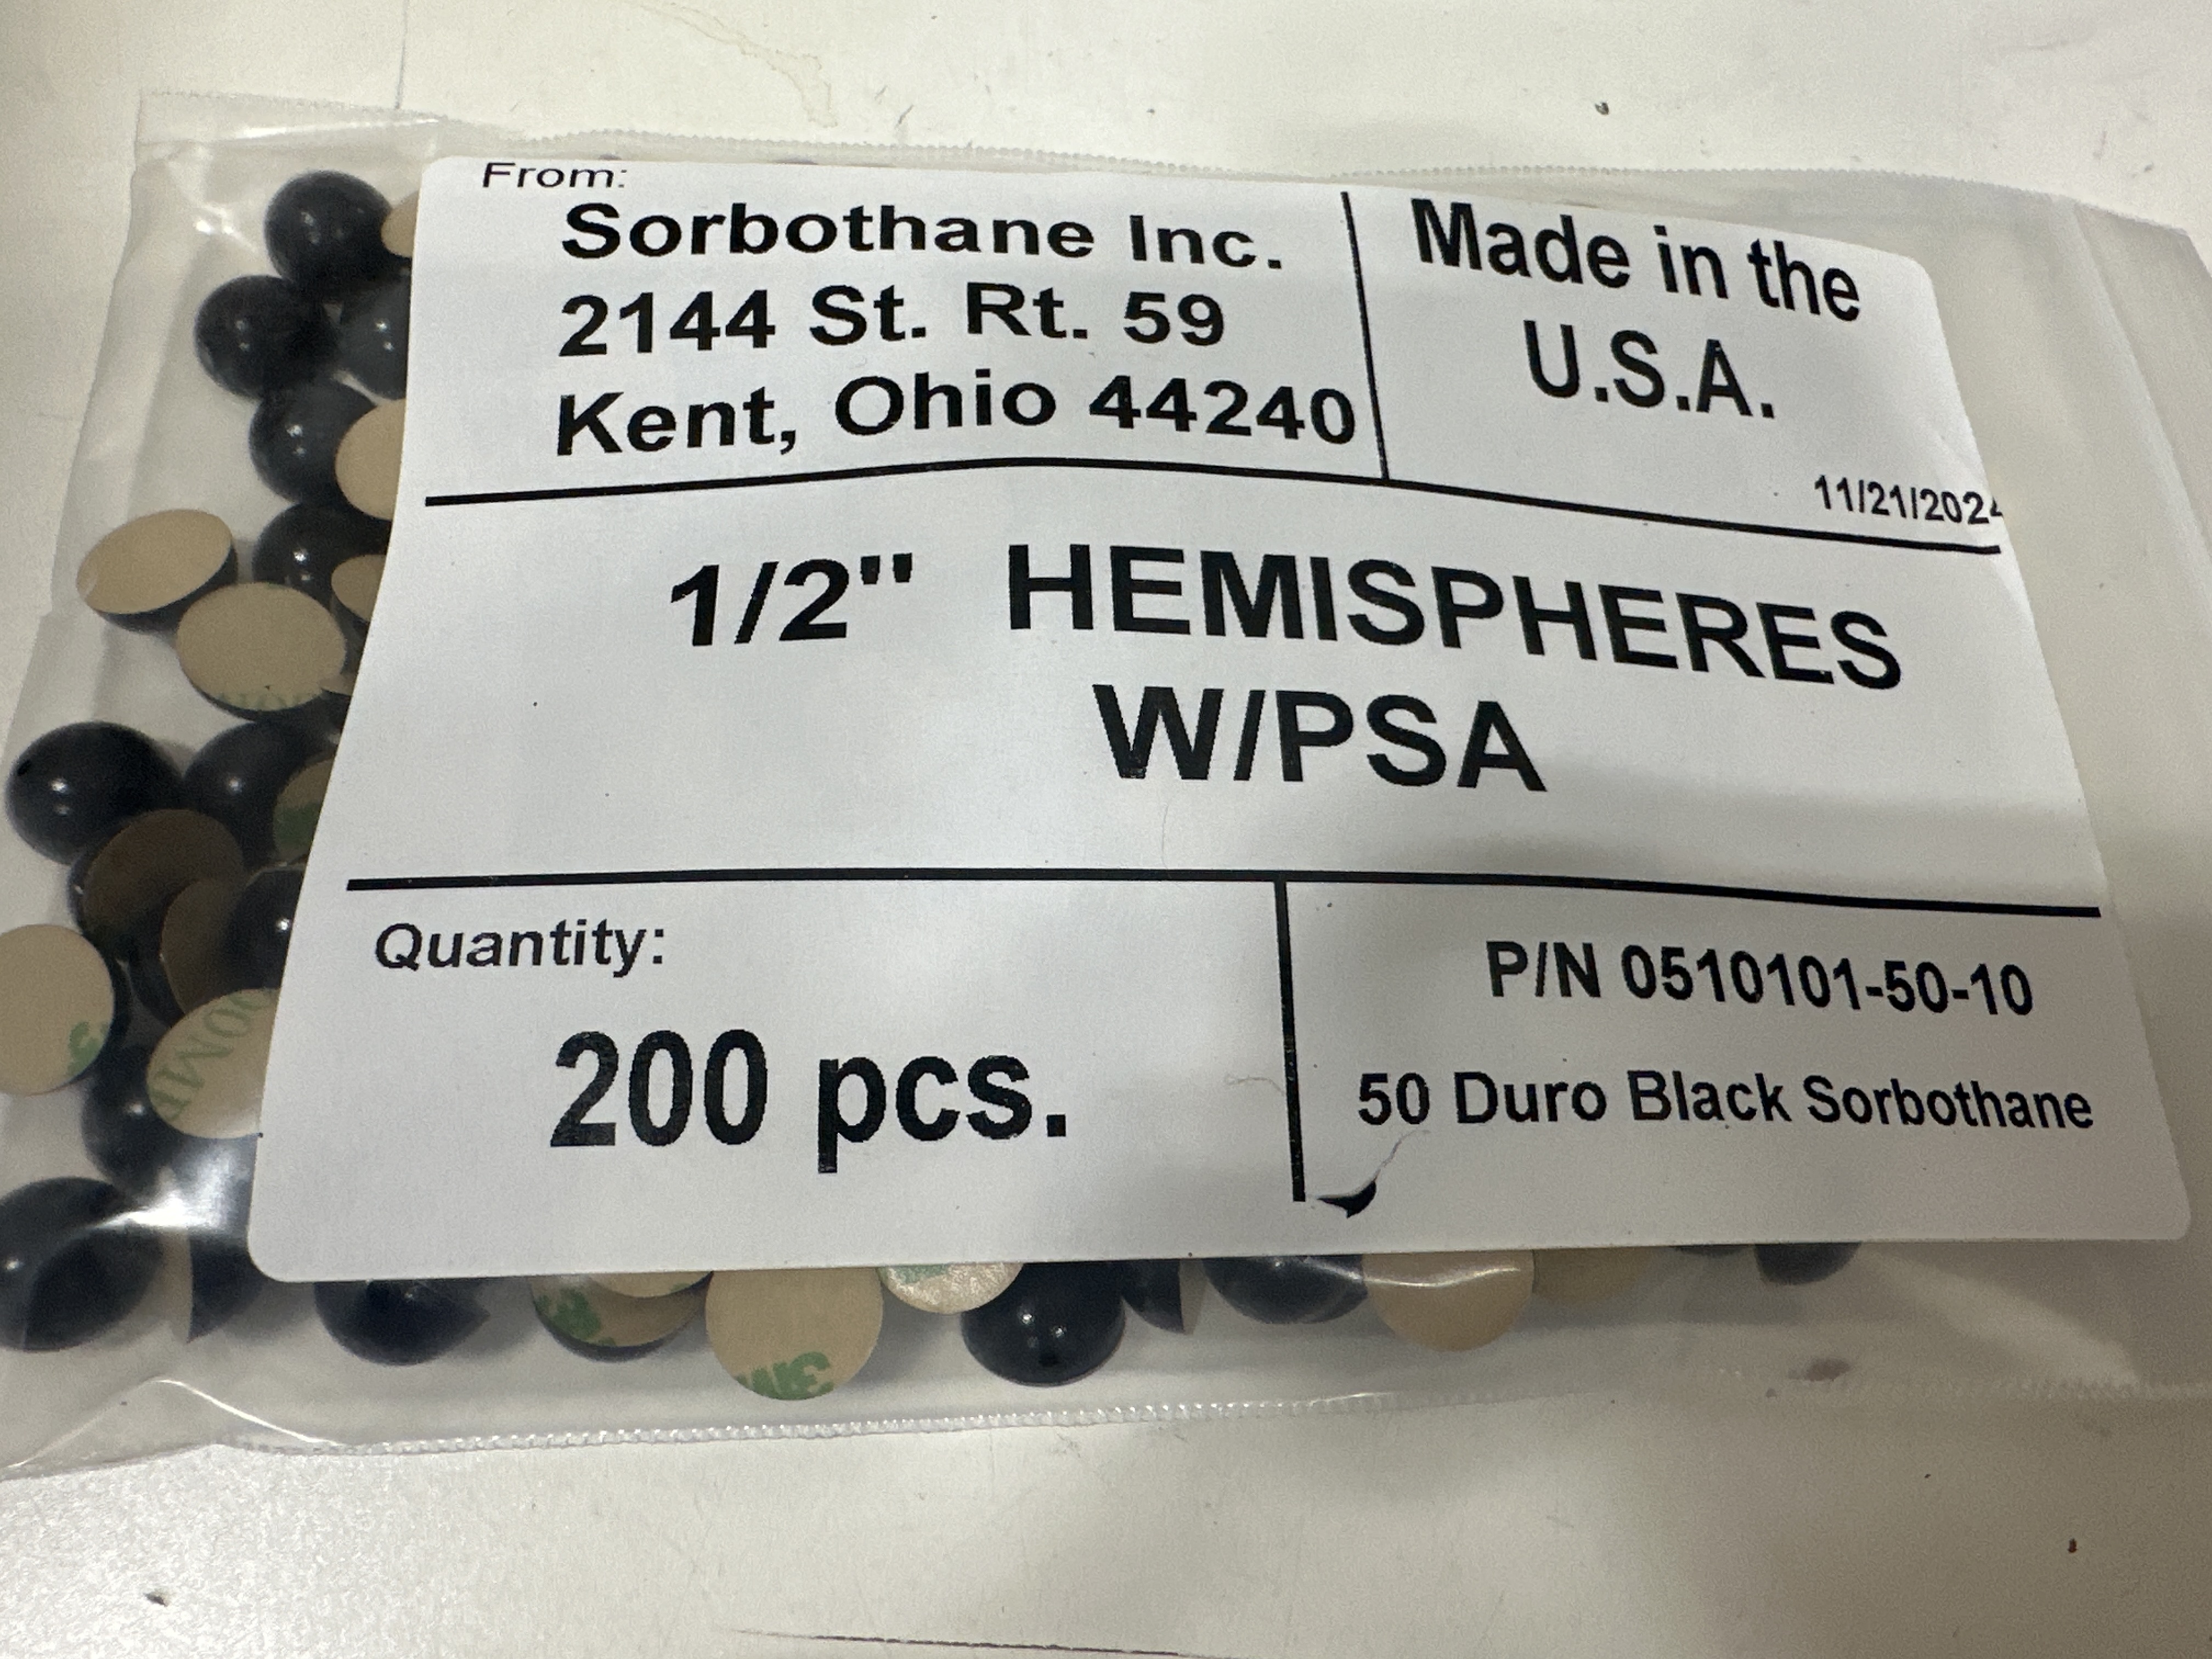 From:
Sorbothane Inc.
2144 St. Rt. 59
Kent, Ohio 44240
Made in the
U.S.A.
11/21/2024
1/2" HEMISPHERES
W/PSA
Quantity:
200 pcs.
P/N 0510101-50-10
50 Duro Black Sorbothane
3M